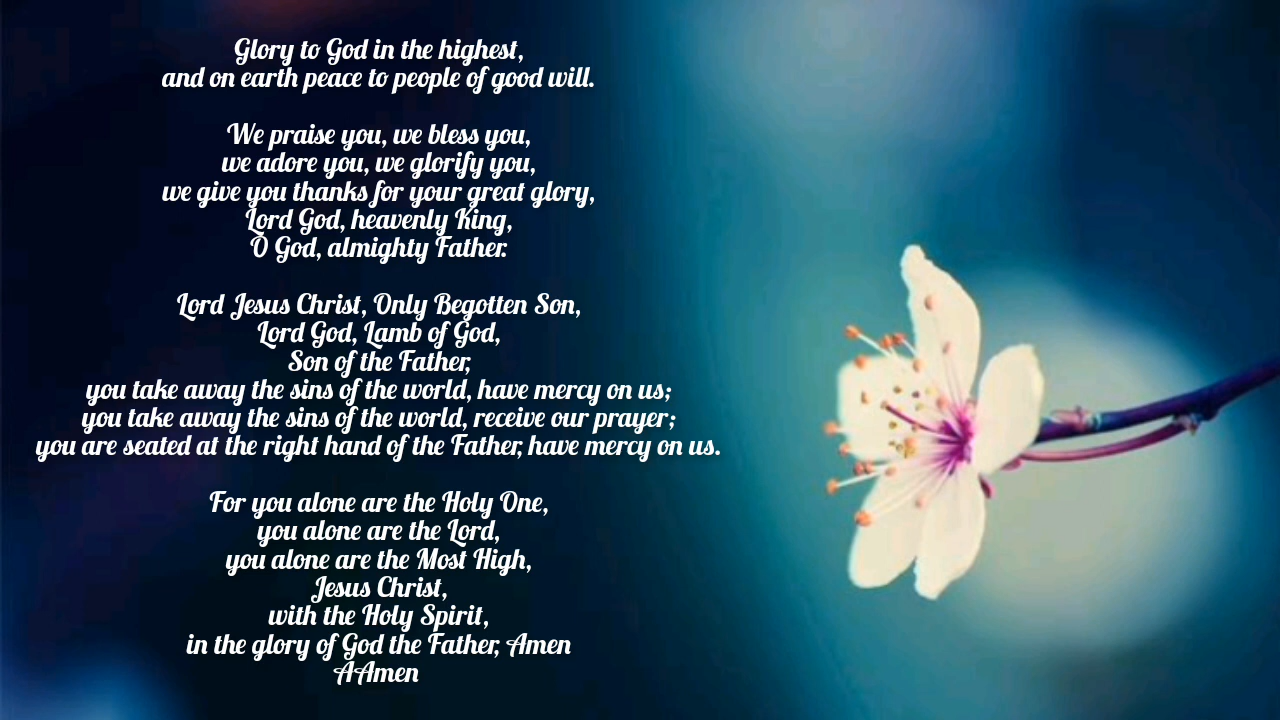 Glory to God in the highest,
and on earth peace to people of good will.
We praise you, we bless you,
we adore you, we glorify you,
we give you thanks for your great glory,
Lord God, heavenly King,
O God, almighty Father.
Lord Jesus Christ, Only Begotten Son,
Lord God, Lamb of God,
Son of the Father,
you take away the sins of the world, have mercy on us;
you take away the sins of the world, receive our prayer;
you are seated at the right hand of the Father, have mercy on us.
For you alone are the Holy One,
you alone are the Lord,
you alone are the Most High,
Jesus Christ,
with the Holy Spirit,
in the glory of God the Father, Amen
AAmen